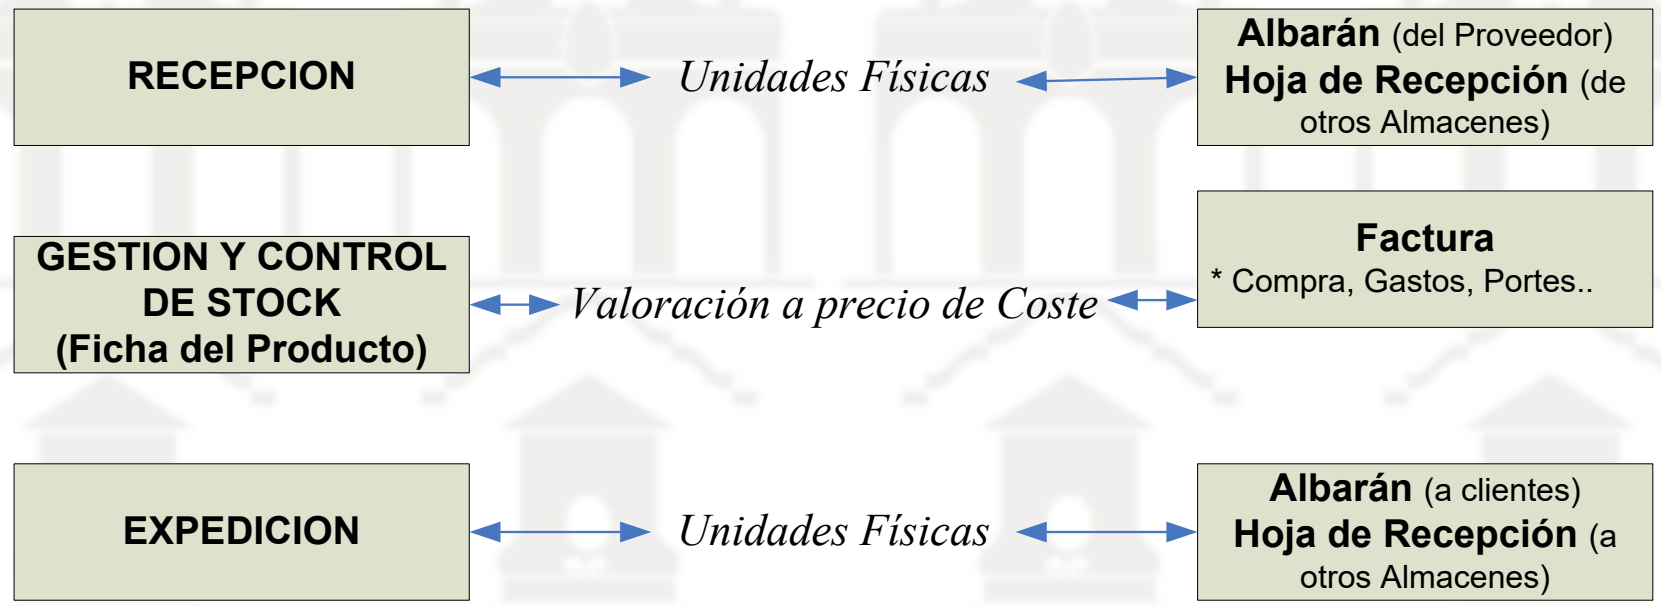 RECEPCION
Unidades Físicas
Albarán (del Proveedor)
Hoja de Recepción (de
otros Almacenes)
GESTION Y CONTROL
DE STOCK
(Ficha del Producto)
Valoración a precio de Coste
Factura
* Compra, Gastos, Portes..
EXPEDICION
Unidades Físicas
Albarán (a clientes)
Hoja de Recepción (a
otros Almacenes)